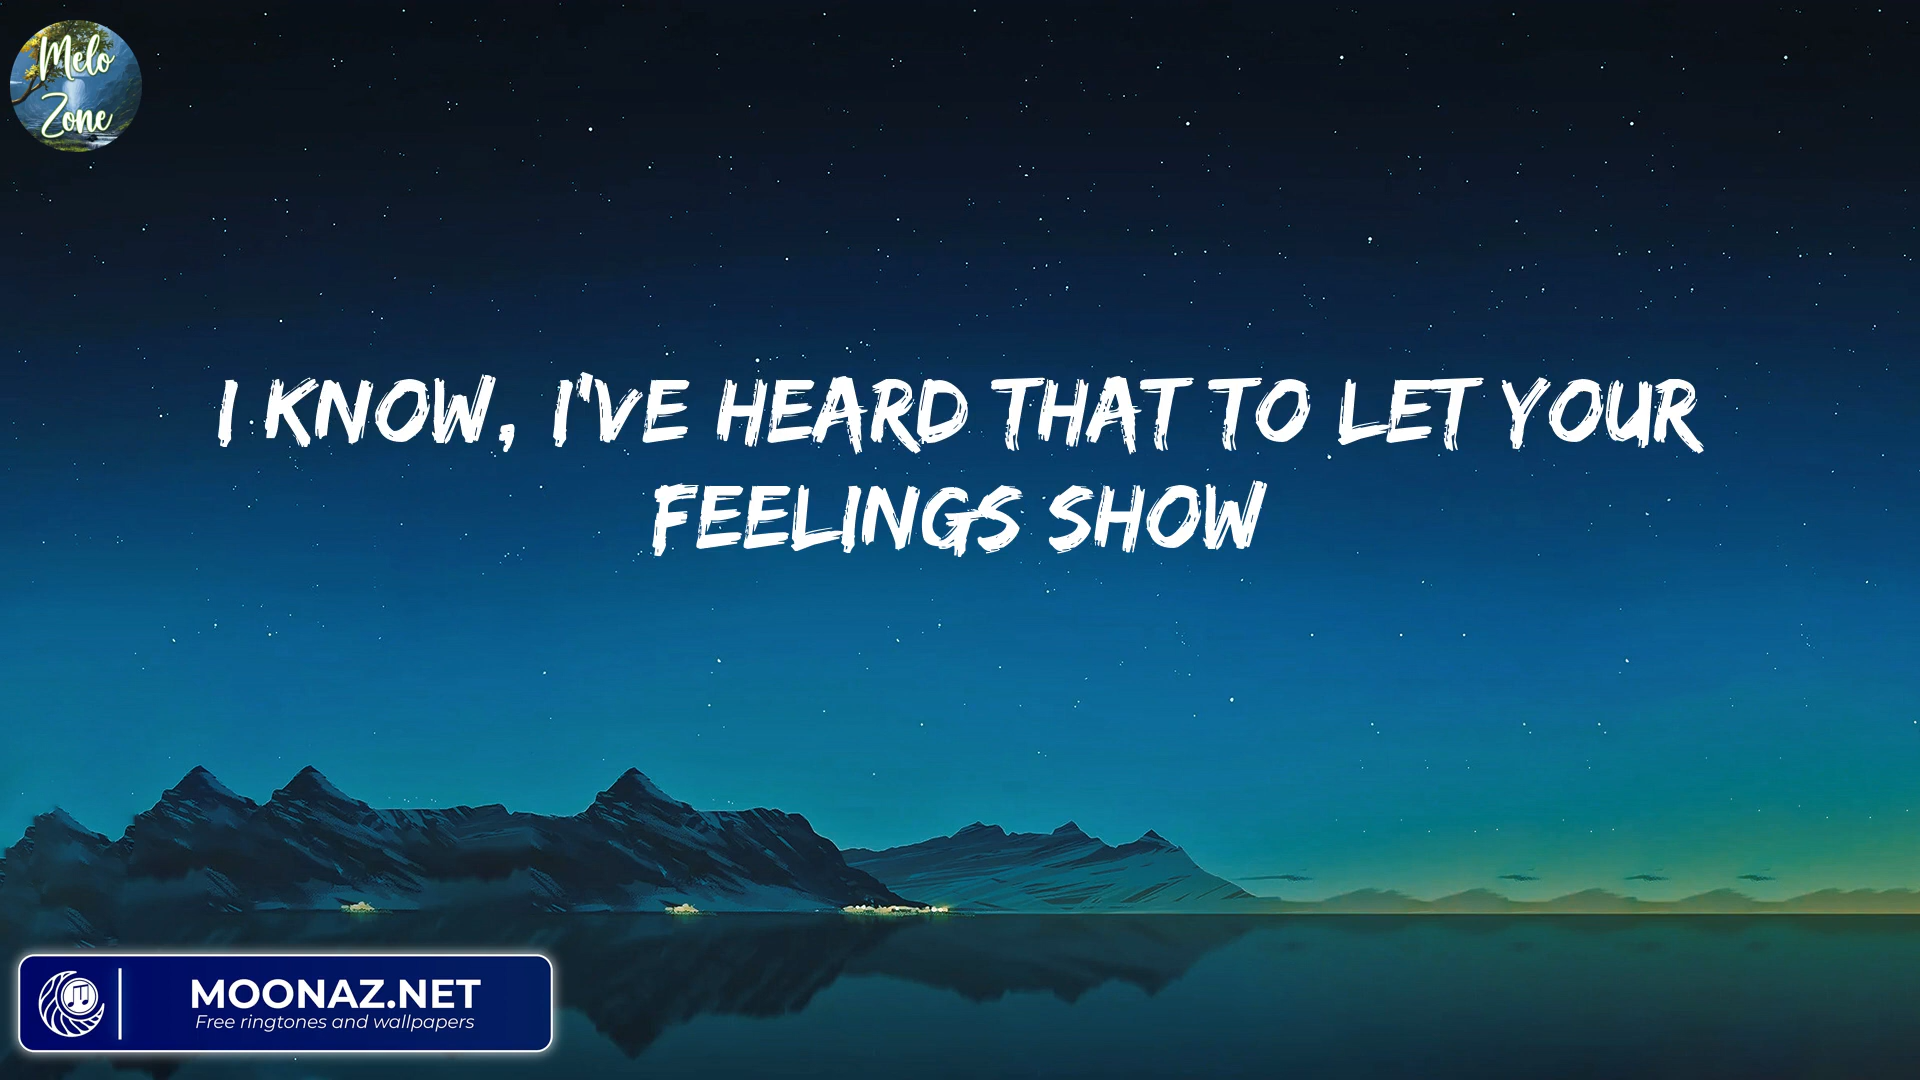 Melo
Zone
I KNOW, I'VE HEARD THAT TO LET YOUR
FEELINGS SHOW
MOONAZ.NET
Free ringtones and wallpapers